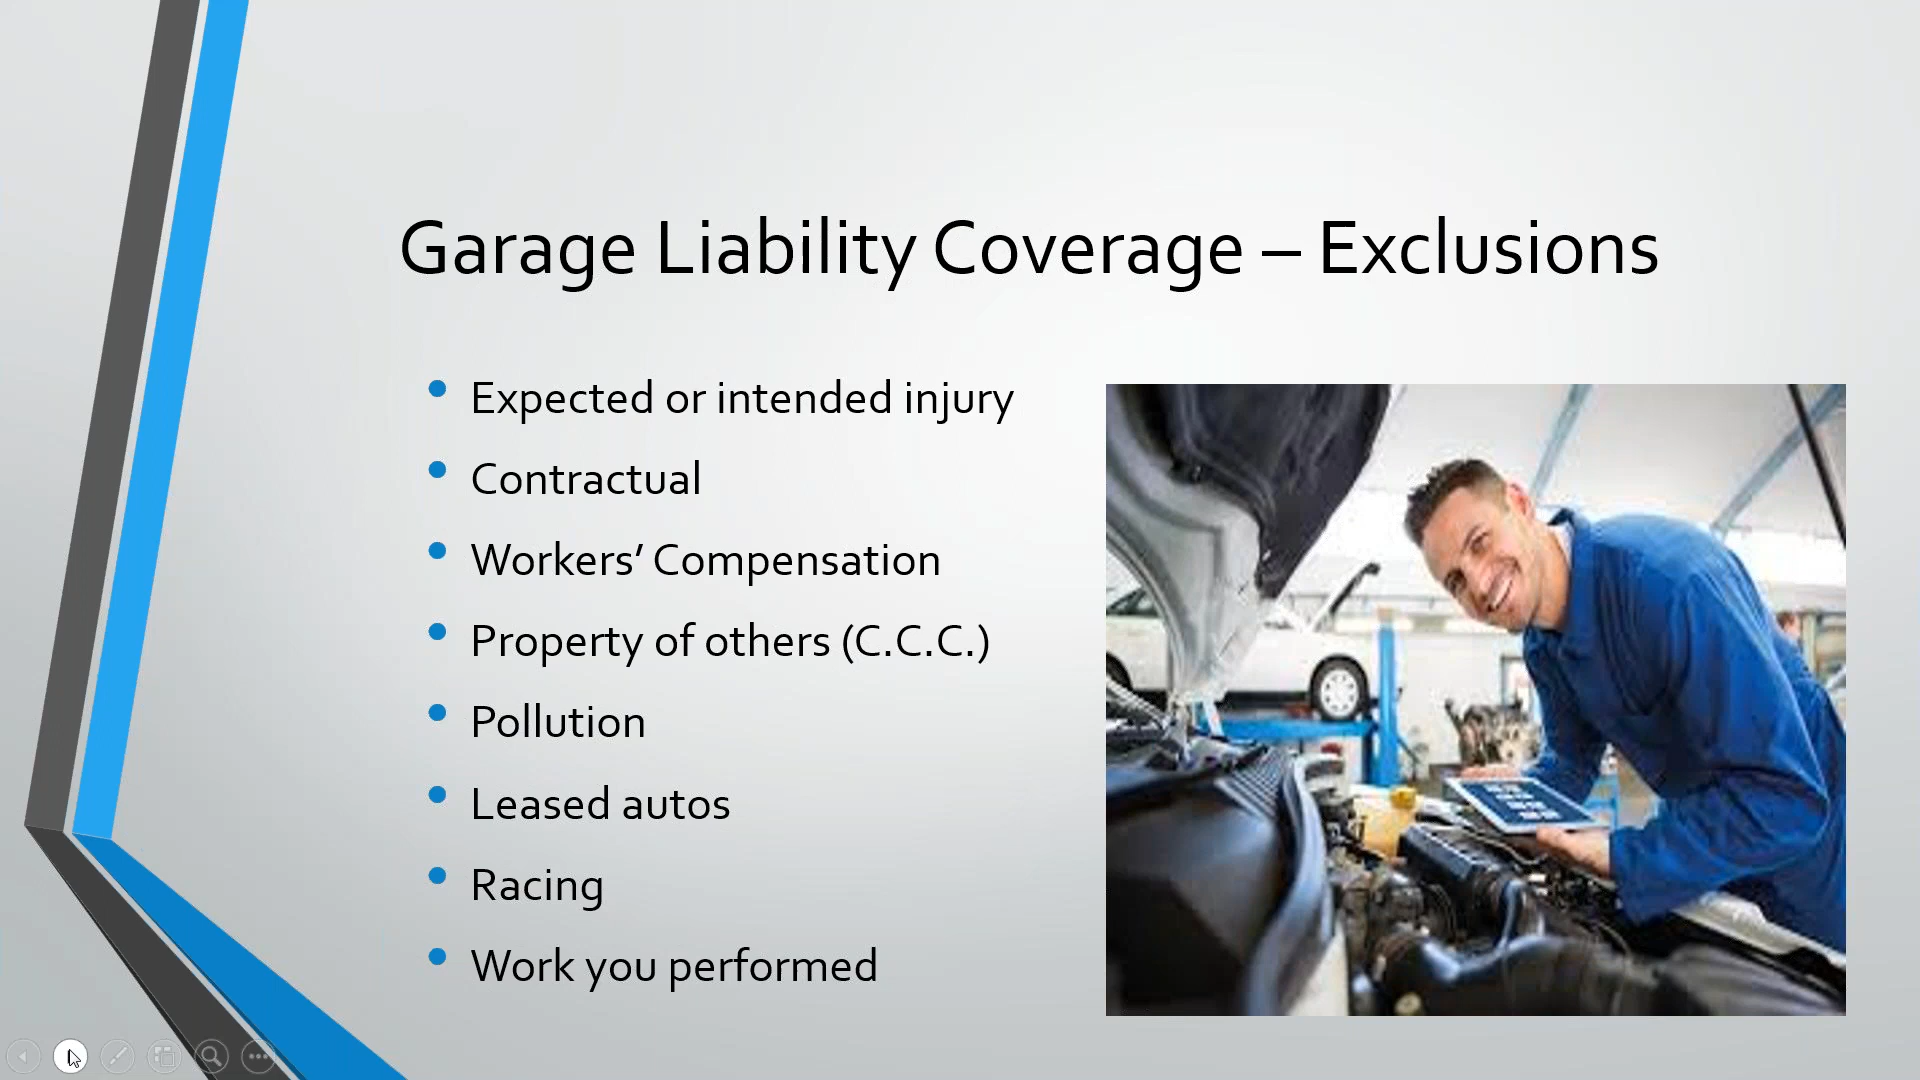 Garage Liability Coverage – Exclusions
Expected or intended injury
Contractual
Workers’ Compensation
Property of others (C.C.C.)
Pollution
Leased autos
Racing
Work you performed